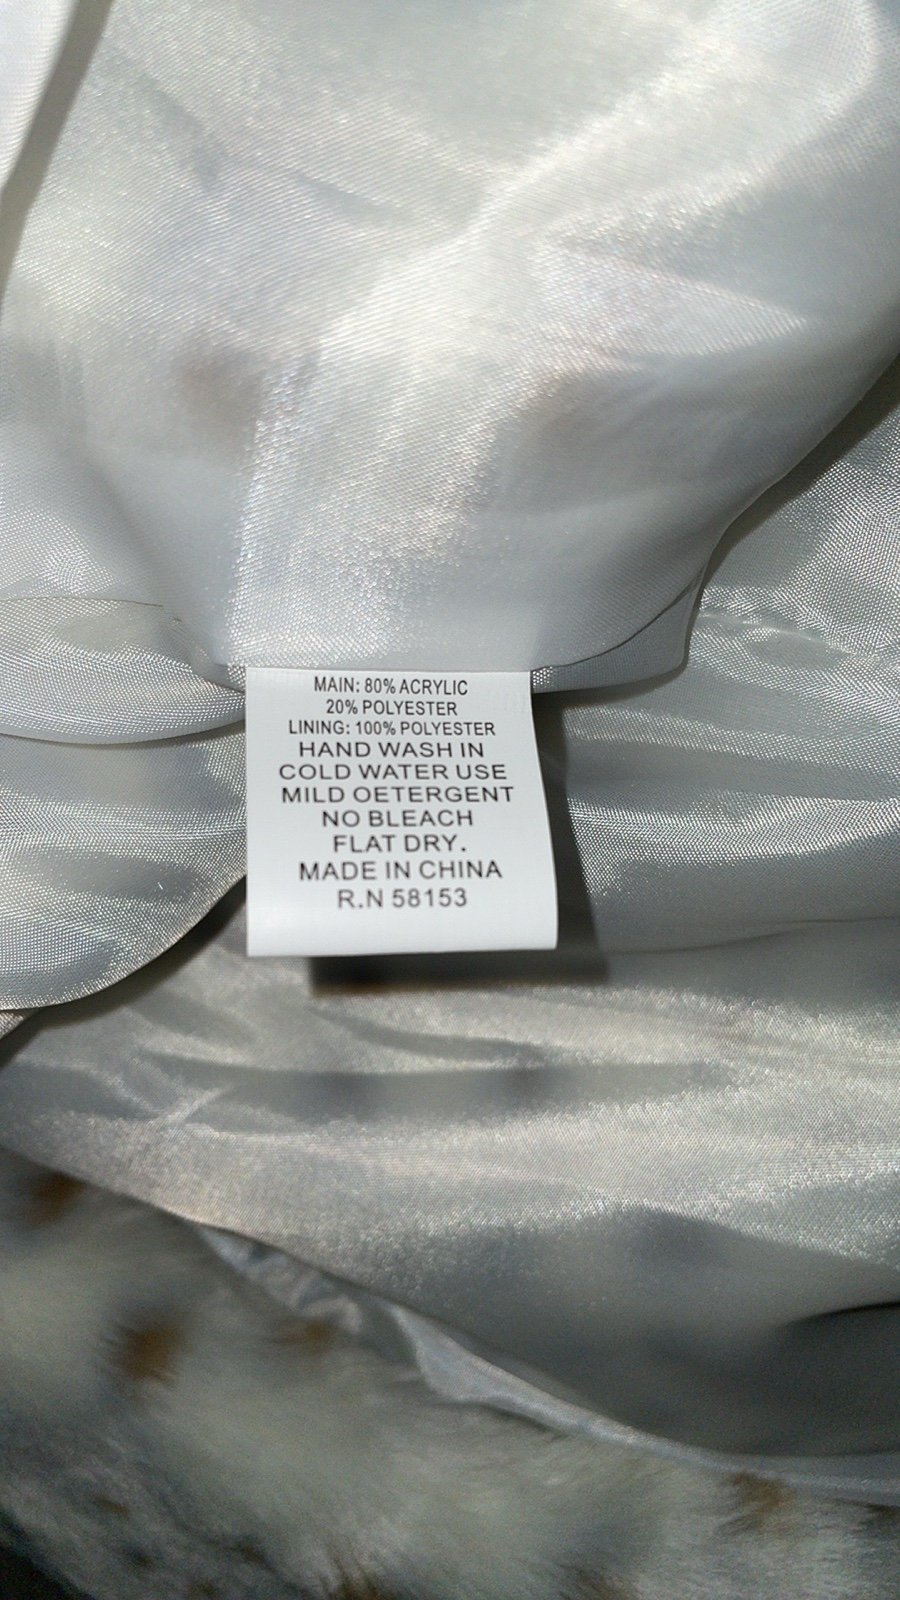 MAIN: 80% ACRYLIC
20% POLYESTER
LINING: 100% POLYESTER
HAND WASH IN
COLD WATER USE
MILD OETERGENT
NO BLEACH
FLAT DRY.
MADE IN CHINA
R.N 58153